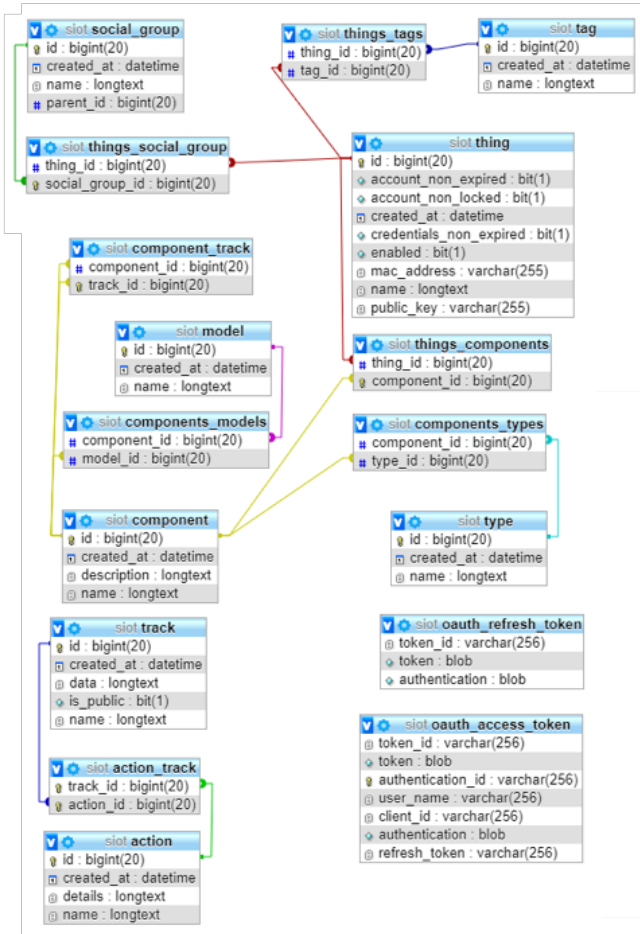 siot social_group
id : bigint(20)
created_at : datetime
name : longtext
parent_id : bigint(20)
siot things_tags
thing_id : bigint(20)
tag_id : bigint(20)
siot tag
id : bigint(20)
created_at : datetime
name : longtext
siot things_social_group
thing_id : bigint(20)
social_group_id : bigint(20)
siot thing
id : bigint(20)
account_non_expired : bit(1)
account_non_locked : bit(1)
created_at : datetime
credentials_non_expired : bit(1)
enabled : bit(1)
mac_address : varchar(255)
name : longtext
public_key : varchar(255)
siot component_track
component_id : bigint(20)
track_id : bigint(20)
siot model
id : bigint(20)
created_at : datetime
name : longtext
siot things_components
thing_id : bigint(20)
component_id : bigint(20)
siot components_models
component_id : bigint(20)
model_id : bigint(20)
siot components_types
component_id : bigint(20)
type_id : bigint(20)
siot component
id : bigint(20)
created_at : datetime
description : longtext
name : longtext
siot type
id : bigint(20)
created_at : datetime
name : longtext
siot track
id : bigint(20)
created_at : datetime
data : longtext
is_public : bit(1)
name : longtext
siot oauth_refresh_token
token_id : varchar(256)
token : blob
authentication : blob
siot oauth_access_token
token_id : varchar(256)
token : blob
authentication_id : varchar(256)
user_name : varchar(256)
client_id : varchar(256)
authentication : blob
refresh_token : varchar(256)
siot action_track
track_id : bigint(20)
action_id : bigint(20)
siot action
id : bigint(20)
created_at : datetime
details : longtext
name : longtext